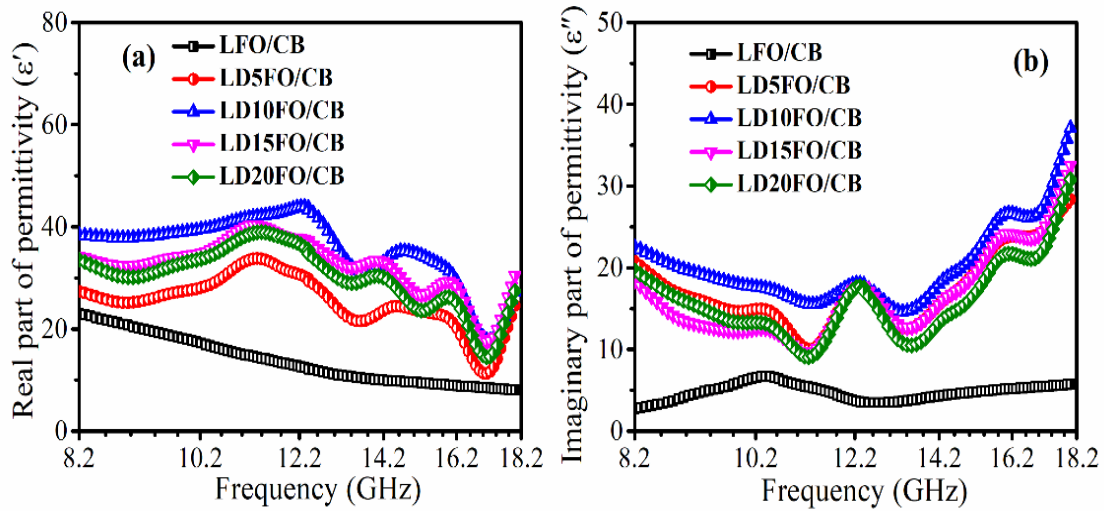 (a)
LFO/CB
LD5FO/CB
LD10FO/CB
LD15FO/CB
LD20FO/CB
Real part of permittivity (ε′)
80
60
40
20
0
8.2 10.2 12.2 14.2 16.2 18.2
Frequency (GHz)
(b)
LFO/CB
LD5FO/CB
LD10FO/CB
LD15FO/CB
LD20FO/CB
Imaginary part of permittivity (ε″)
50
40
30
20
10
0
8.2 10.2 12.2 14.2 16.2 18.2
Frequency (GHz)